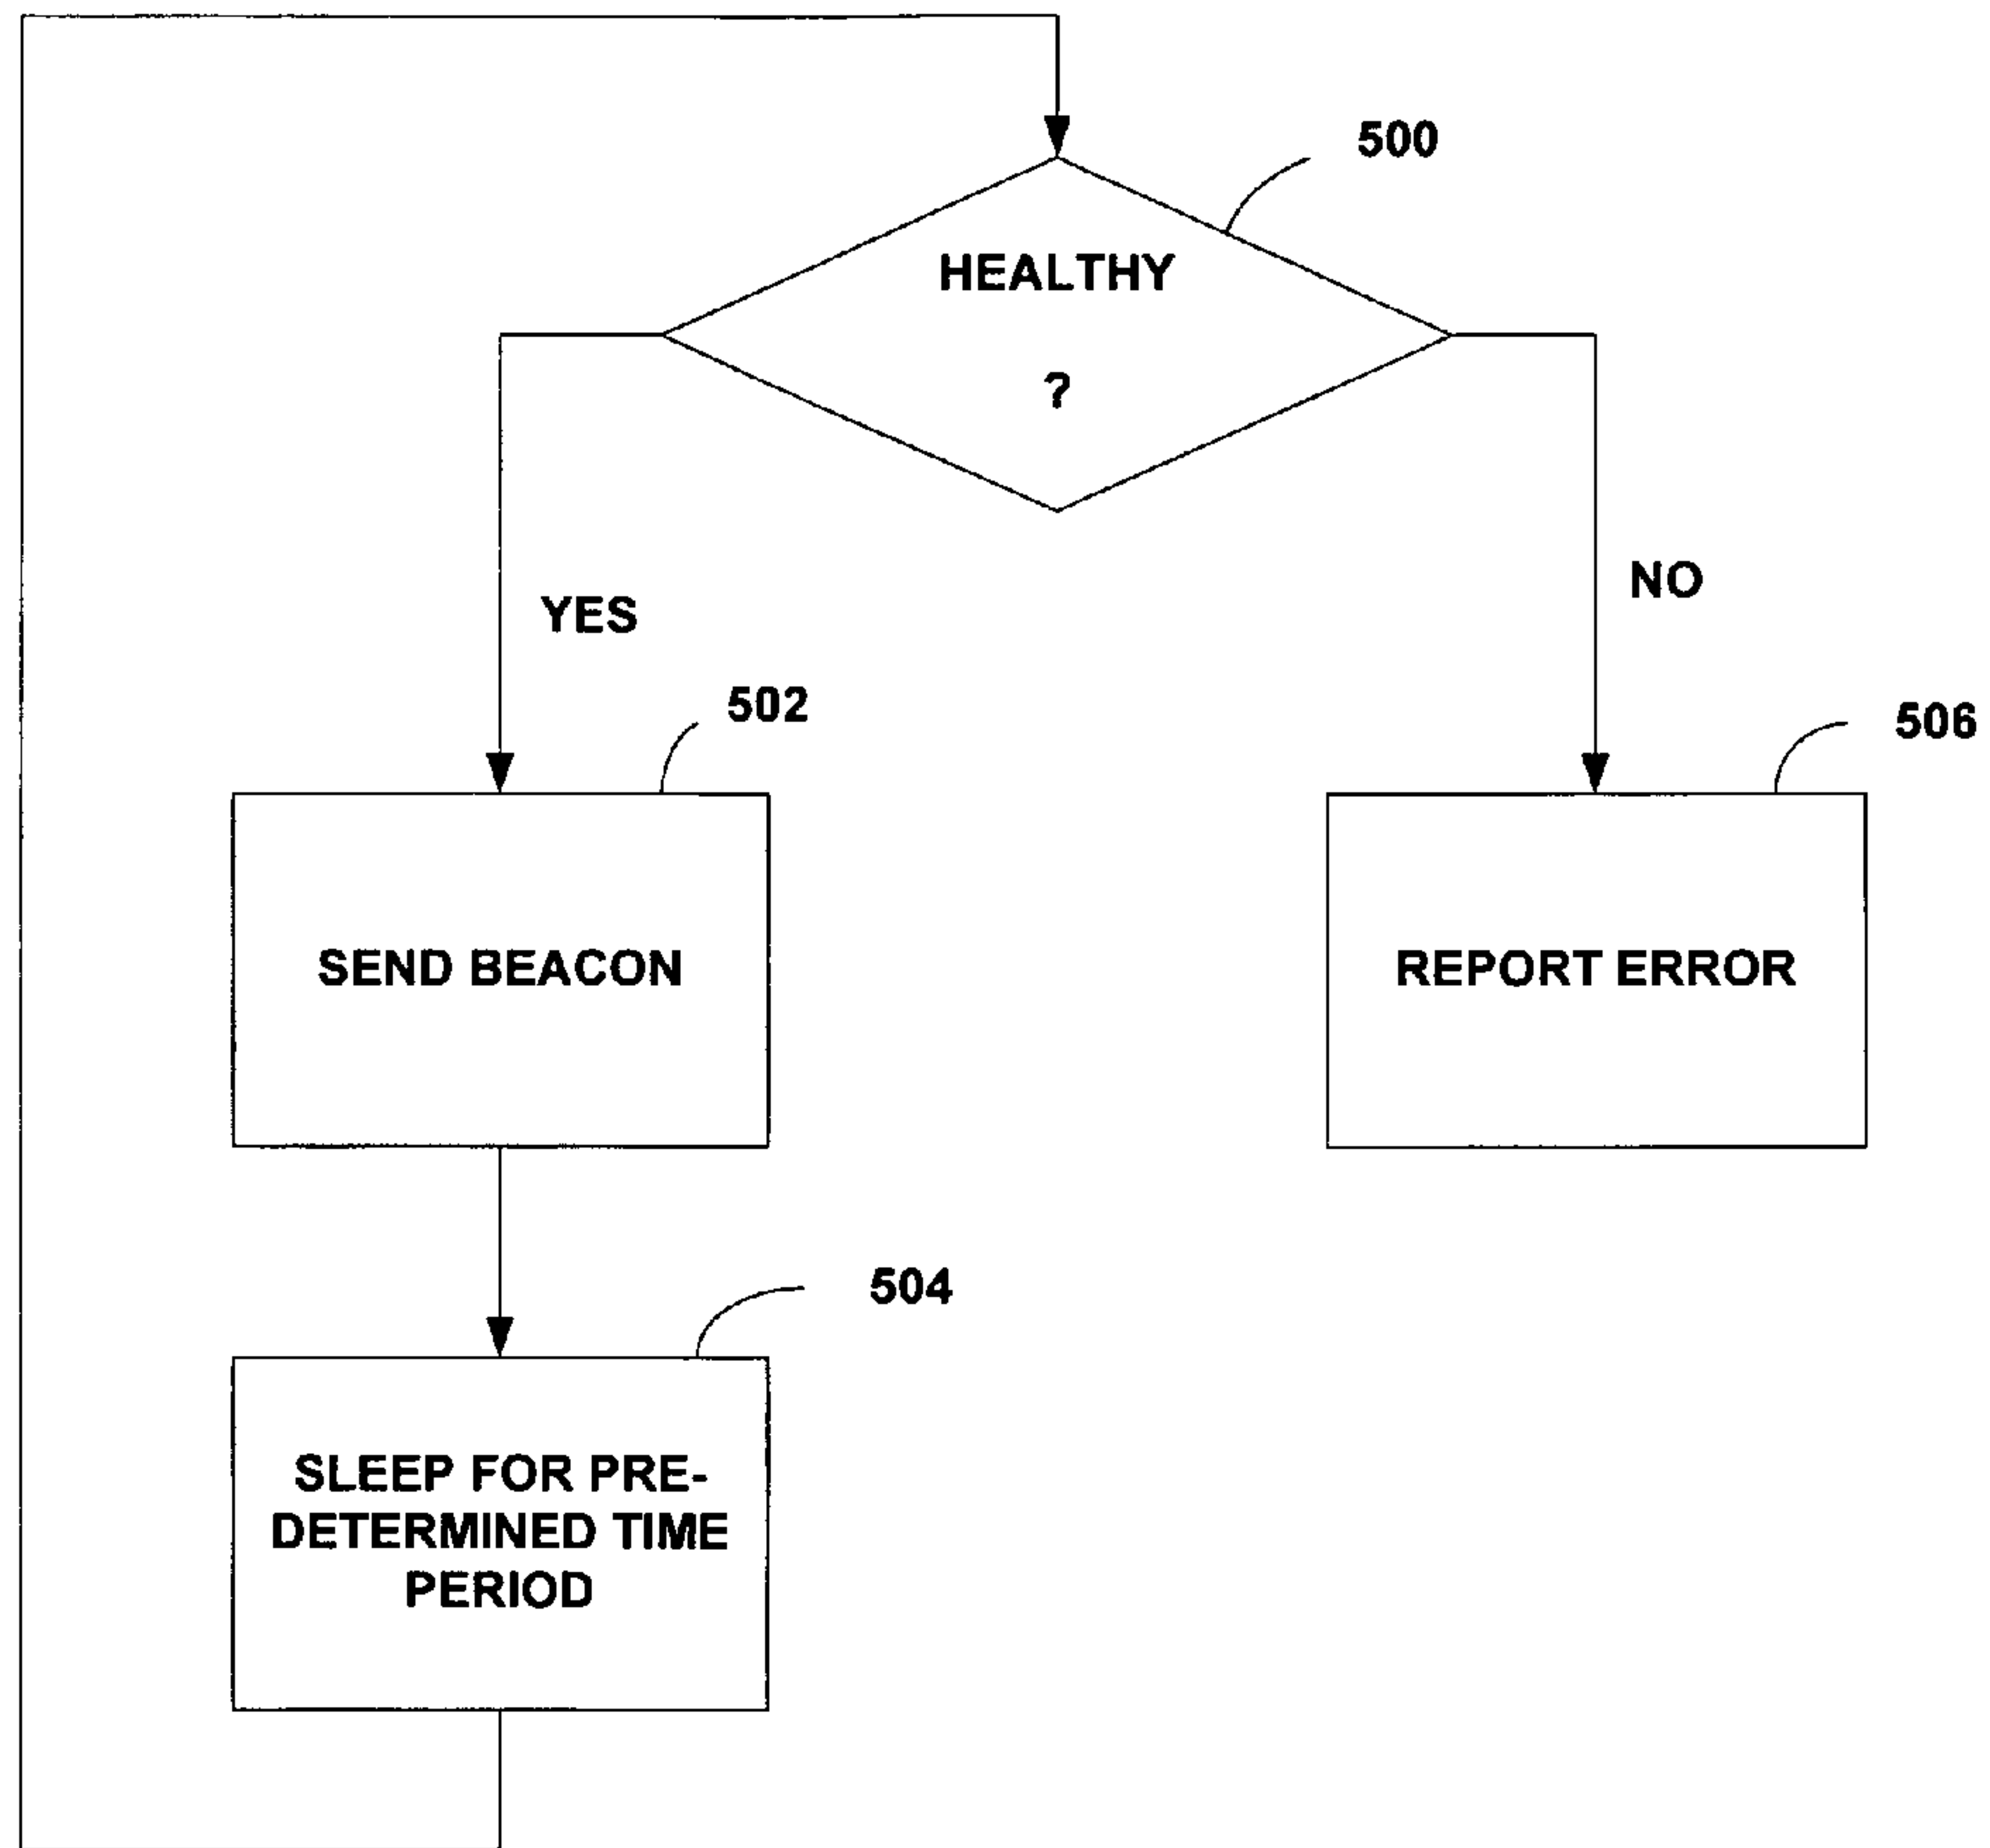 500
HEALTHY
?
YES
NO
502
506
SEND BEACON
REPORT ERROR
504
SLEEP FOR PRE-
DETERMINED TIME
PERIOD